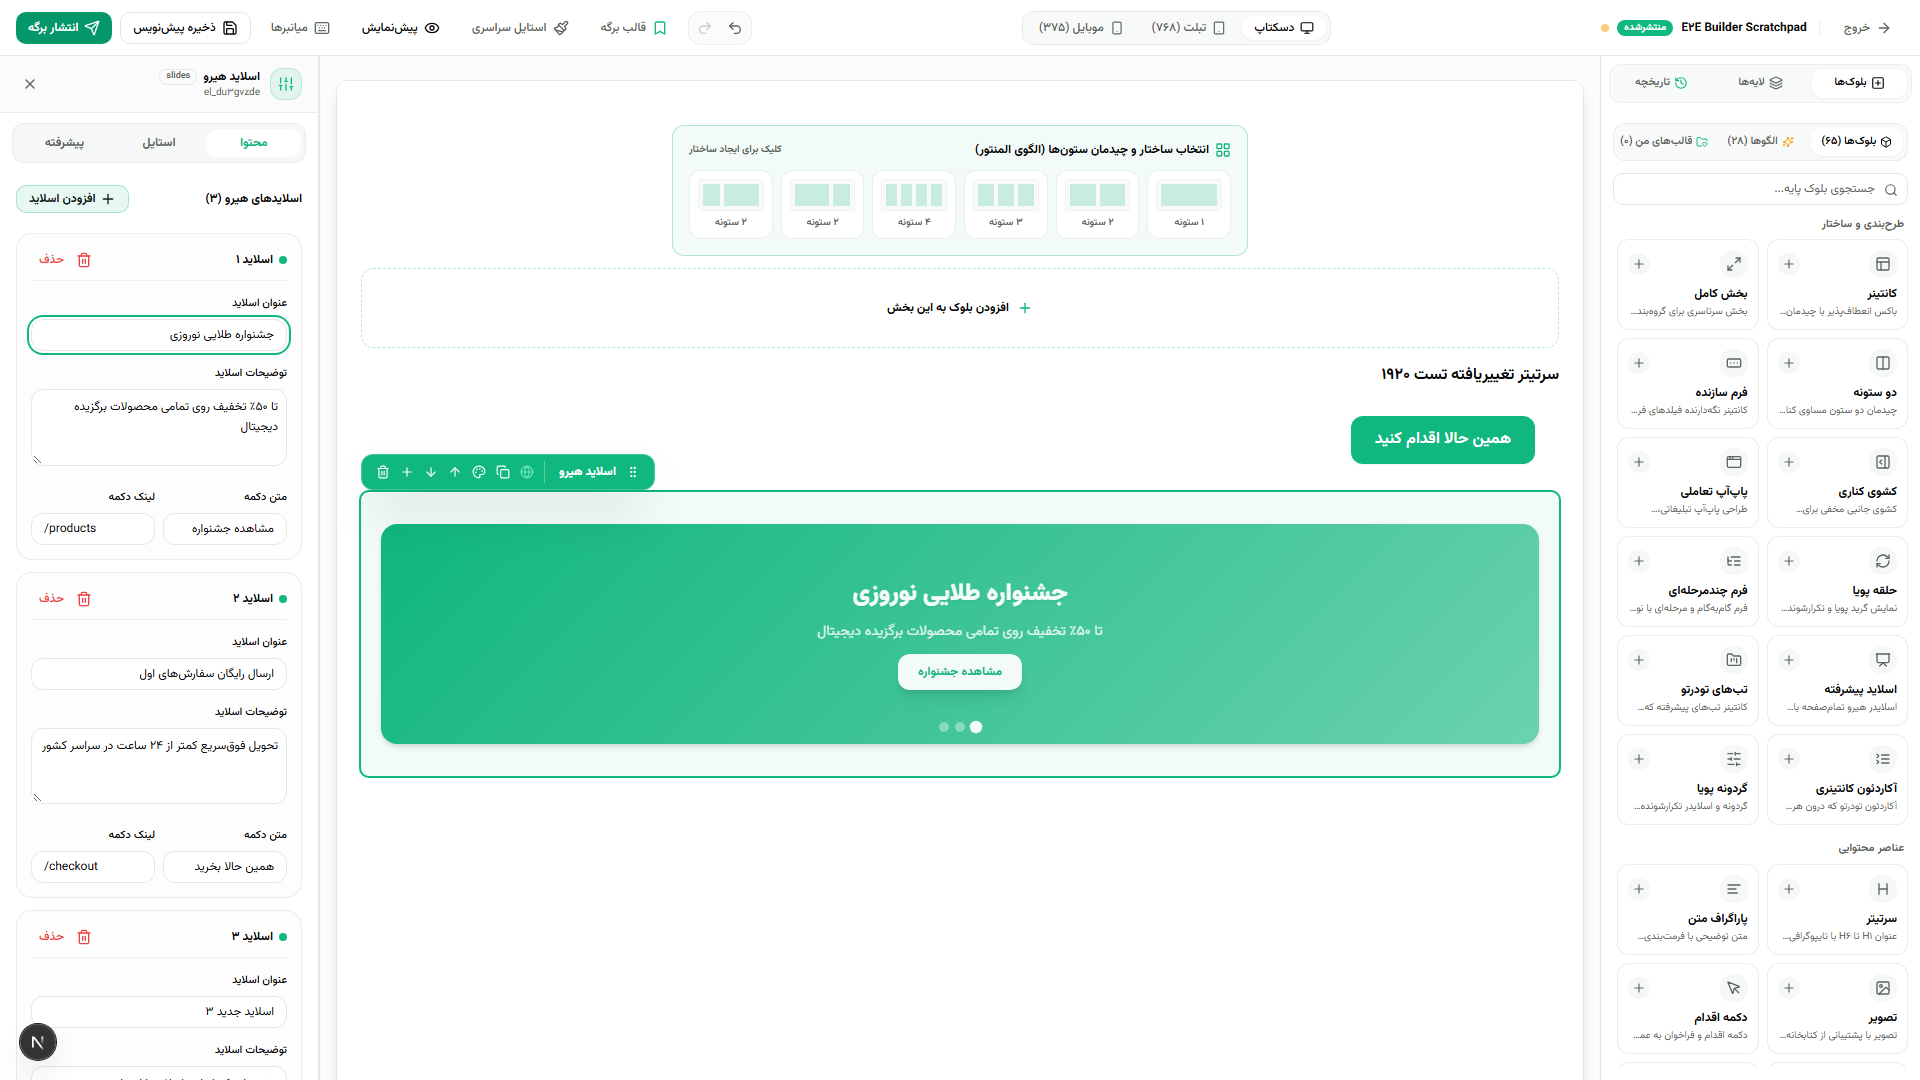 خروج
E2E Builder Scratchpad
منتشرشده
دسکتاپ
تبلت (۷۶۸)
موبایل (۳۷۵)
قالب برگه
استایل سراسری
پیش‌نمایش
میانبرها
ذخیره پیش‌نویس
انتشار برگه
بلوک‌ها
لایه‌ها
تاریخچه
بلوک‌ها (۶۵)
الگوها (۲۸)
قالب‌های من (۰)
جستجوی بلوک پایه...
طرح‌بندی و ساختار
کانتینر
باکس انعطاف‌پذیر با چیدمان...
بخش کامل
بخش سرتاسری برای گروه‌بند...
دو ستونه
چیدمان دو ستون مساوی کنا...
فرم سازنده
کانتینر نگه‌دارنده فیلدهای فر...
کشوی کناری
کشوی جانبی مخفی برای...
پاپ‌آپ تعاملی
طراحی پاپ‌آپ تبلیغاتی،...
حلقه پویا
نمایش گرید پویا و تکرارشوند...
فرم چندمرحله‌ای
فرم گام‌به‌گام و مرحله‌ای با نو...
اسلاید پیشرفته
اسلایدر هیرو تمام‌صفحه با...
تب‌های تودرتو
کانتینر تب‌های پیشرفته که...
آکاردئون کانتینری
آکاردئون تودرتو که درون هر...
گردونه پویا
گردونه و اسلایدر تکرارشونده...
عناصر محتوایی
سرتیتر
عنوان H1 تا H6 با تایپوگرافی...
پاراگراف متن
متن توضیحی با فرمت‌بندی...
تصویر
تصویر با پشتیبانی از کتابخانه...
دکمه اقدام
دکمه اقدام و فراخوان به عم...
انتخاب ساختار و چیدمان ستون‌ها (الگوی المنتور)
کلیک برای ایجاد ساختار
۱ ستونه
۲ ستونه
۳ ستونه
۴ ستونه
۲ ستونه
۲ ستونه
افزودن بلوک به این بخش
سرتیتر تغییریافته تست ۱۹۲۰
همین حالا اقدام کنید
اسلاید هیرو
جشنواره طلایی نوروزی
تا ۵۰٪ تخفیف روی تمامی محصولات برگزیده دیجیتال
مشاهده جشنواره
اسلاید هیرو
slides
el_du۳gvzde
محتوا
استایل
پیشرفته
اسلایدهای هیرو (۳)
افزودن اسلاید
اسلاید ۱
حذف
عنوان اسلاید
جشنواره طلایی نوروزی
توضیحات اسلاید
تا ۵۰٪ تخفیف روی تمامی محصولات برگزیده
دیجیتال
متن دکمه
لینک دکمه
مشاهده جشنواره
/products
اسلاید ۲
حذف
عنوان اسلاید
ارسال رایگان سفارش‌های اول
توضیحات اسلاید
تحویل فوق‌سریع کمتر از ۲۴ ساعت در سراسر کشور
متن دکمه
لینک دکمه
همین حالا بخرید
/checkout
اسلاید ۳
حذف
عنوان اسلاید
اسلاید جدید ۳
توضیحات اسلاید
N